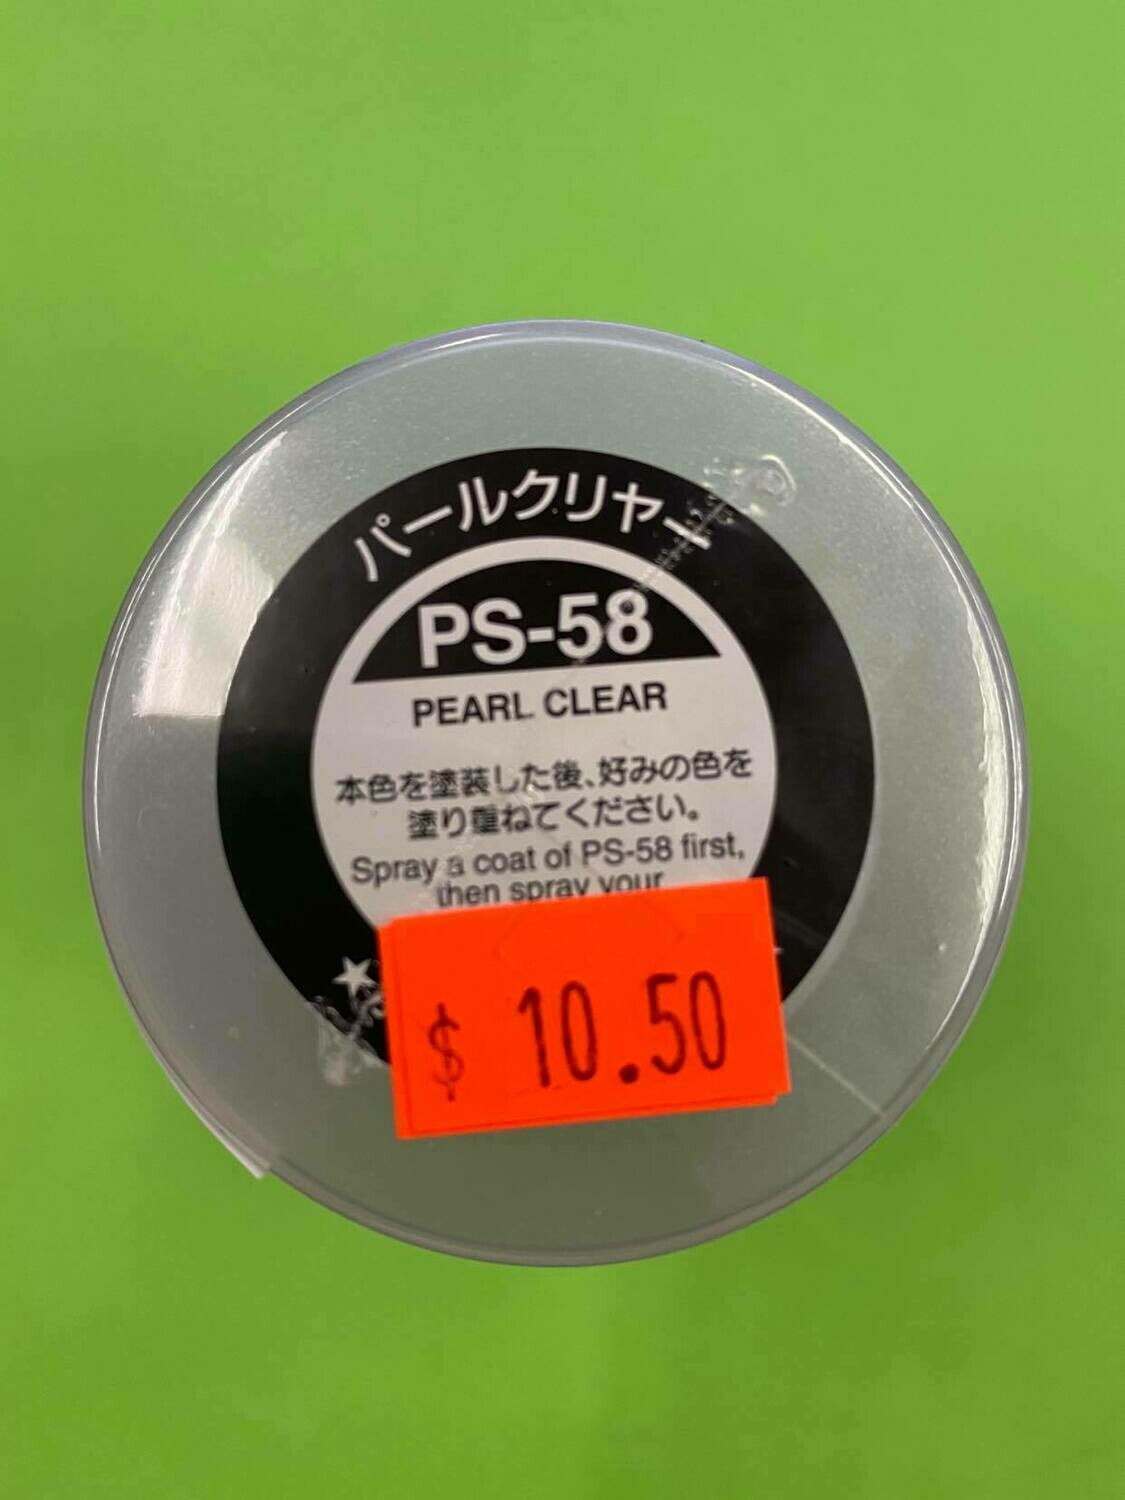 パールクリヤー
PS-58
PEARL CLEAR
本色を塗装した後、好みの色を
塗り重ねてください。
Spray a coat of PS-58 first,
then spray your
$ 10.50